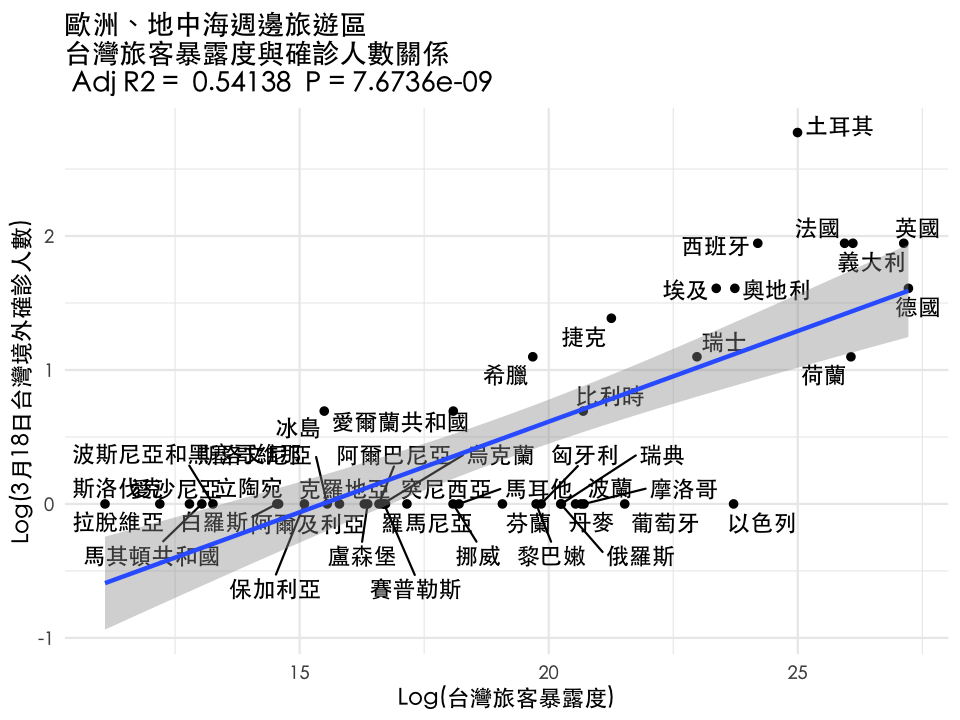 歐洲、地中海週邊旅遊區
台灣旅客暴露度與確診人數關係
Adj R2 = 0.54138 P = 7.6736e-09
Log(3月18日台灣境外確診人數)
2
1
0
-1
土耳其
法國
英國
西班牙
義大利
埃及
奧地利
德國
捷克
瑞士
希臘
荷蘭
比利時
冰島
愛爾蘭共和國
波斯尼亞和黑塞哥維那
阿爾巴尼亞
烏克蘭
匈牙利
瑞典
斯洛伐克
愛沙尼亞
立陶宛
克羅地亞
突尼西亞
馬耳他
波蘭
摩洛哥
拉脫維亞
白羅斯
阿爾及利亞
羅馬尼亞
芬蘭
丹麥
葡萄牙
以色列
馬其頓共和國
盧森堡
挪威
黎巴嫩
俄羅斯
保加利亞
賽普勒斯
15
20
25
Log(台灣旅客暴露度)